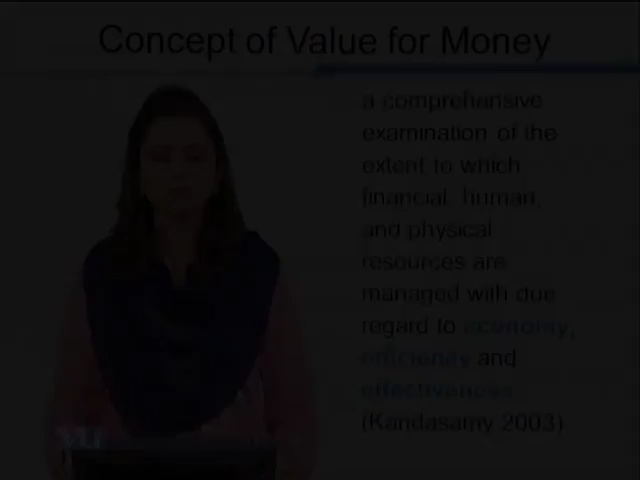 Concept of Value for Money
a comprehensive
examination of the
extent to which
financial, human,
and physical
resources are
managed with due
regard to economy,
efficiency and
effectiveness
(Kandasamy 2003)
VU